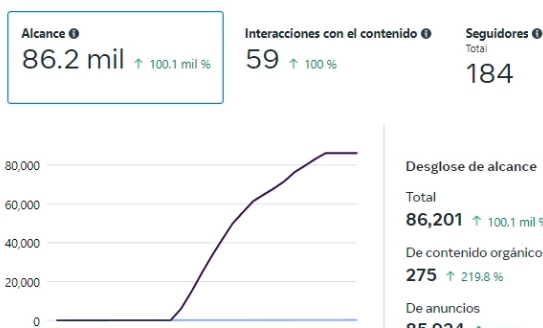 Alcance
86.2 mil ↑ 100.1 mil %
Interacciones con el contenido
59 ↑ 100 %
Seguidores
Total
184
80,000
60,000
40,000
20,000
0
Desglose de alcance
Total
86,201 ↑ 100.1 mil
De contenido orgánico
275 ↑ 219.8 %
De anuncios